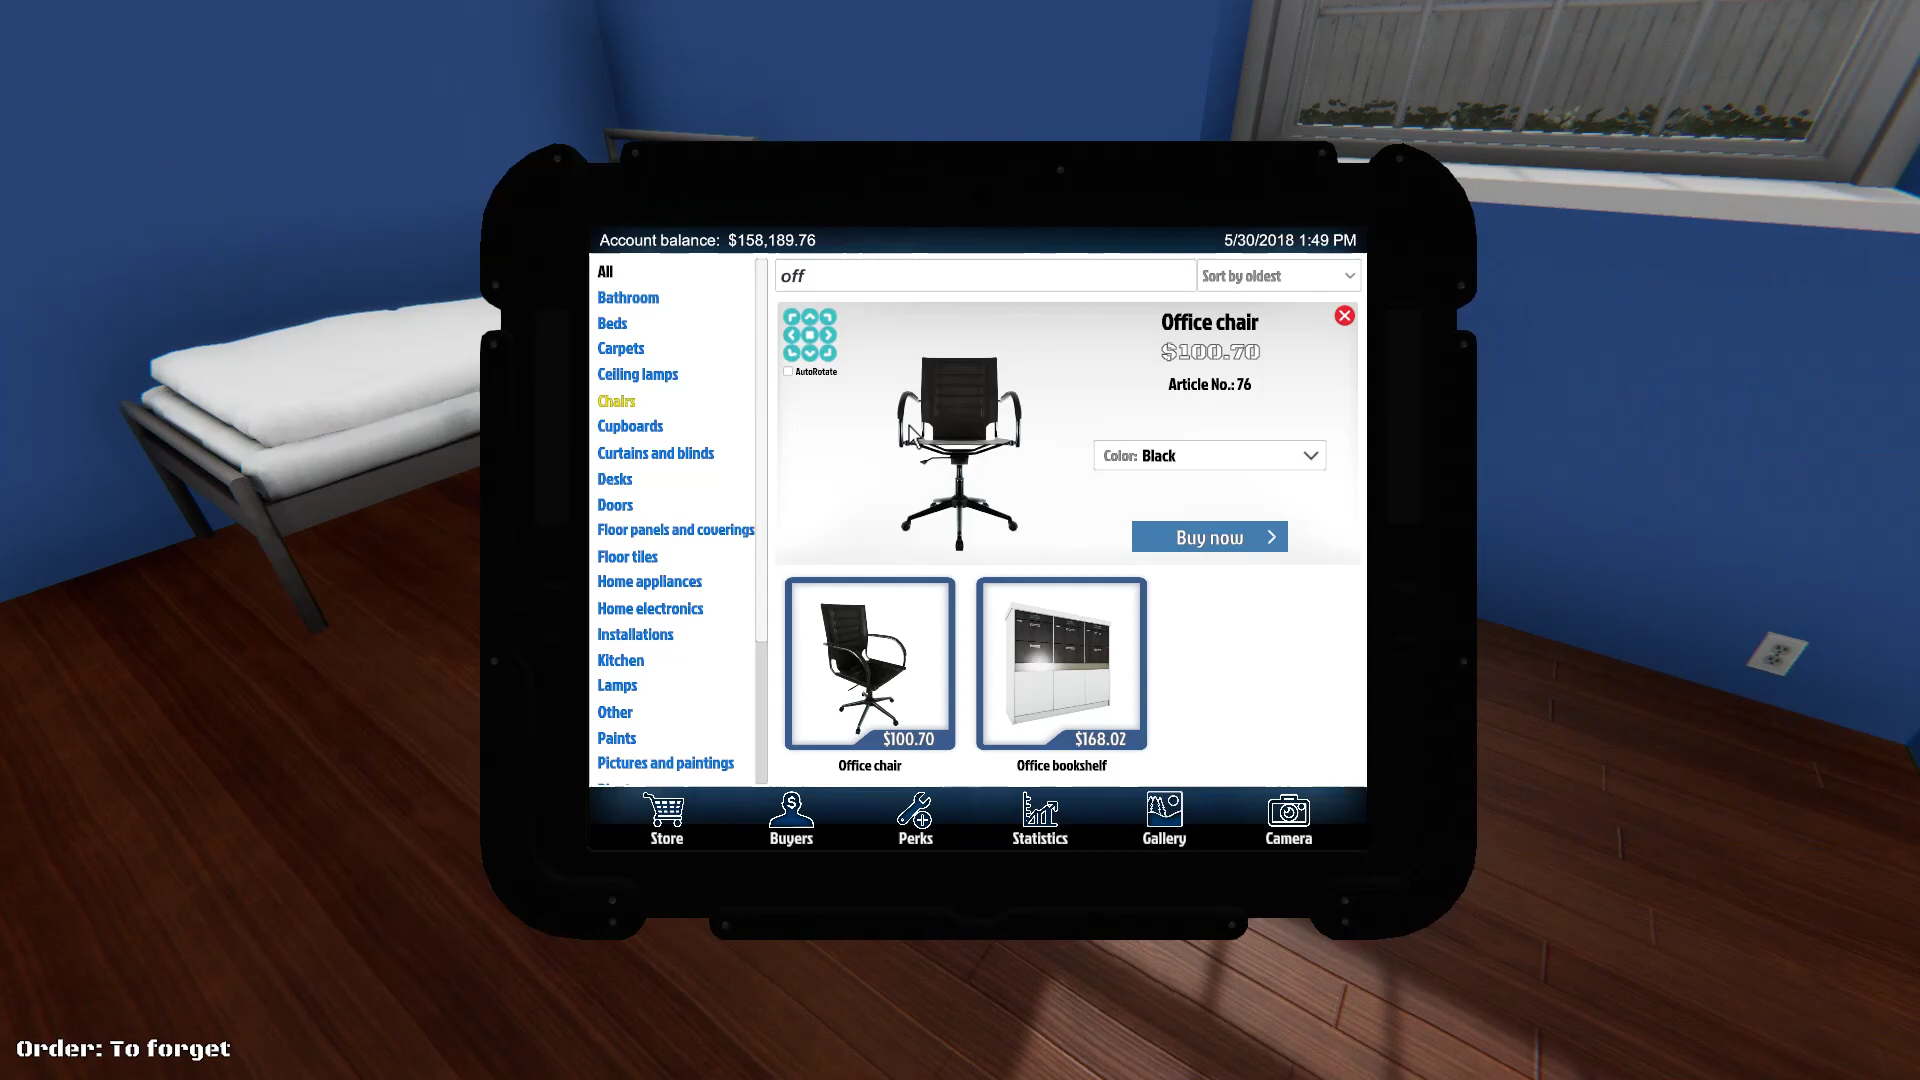 Account balance: $158,189.76
5/30/2018 1:49 PM
All
Bathroom
Beds
Carpets
Ceiling lamps
Chairs
Cupboards
Curtains and blinds
Desks
Doors
Floor panels and coverings
Floor tiles
Home appliances
Home electronics
Installations
Kitchen
Lamps
Other
Paints
Pictures and paintings
off
Sort by oldest
AutoRotate
Office chair
$100.70
Article No.: 76
Color: Black
Buy now
$100.70
Office chair
$168.02
Office bookshelf
Store
Buyers
Perks
Statistics
Gallery
Camera
Order: To forget